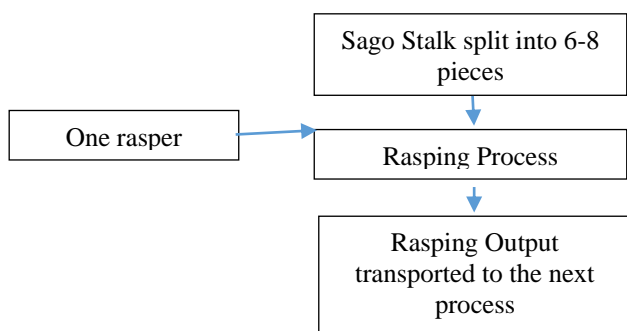 Sago Stalk split into 6-8
pieces
One rasper
Rasping Process
Rasping Output
transported to the next
process